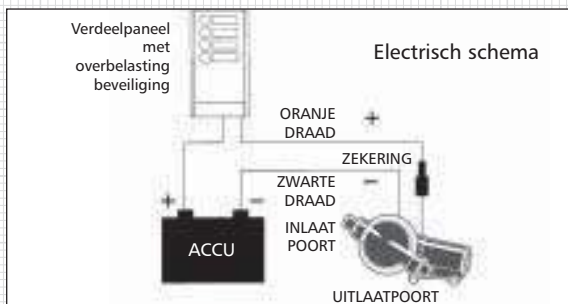 Verdeelpaneel
met
overbelasting
beveiliging
Electrisch schema
ORANJE
DRAAD
+
ZEKERING
ZWARTE
DRAAD
−
+
−
ACCU
INLAAT
POORT
UITLAATPOORT